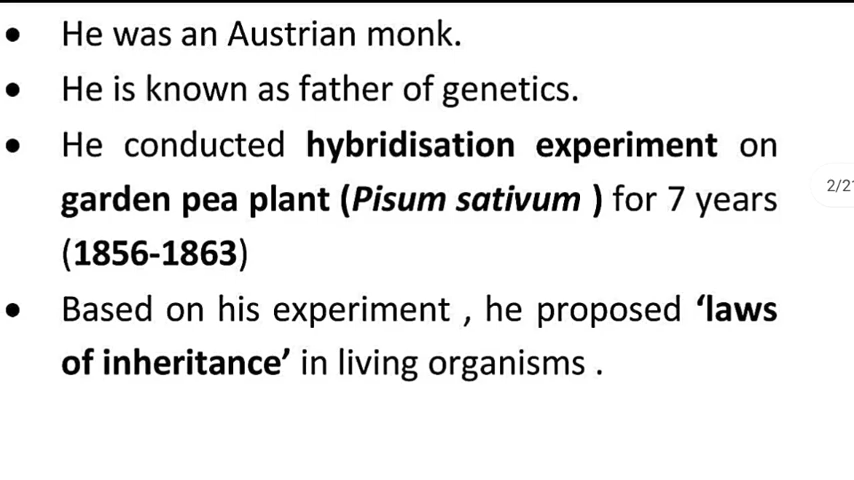 • He was an Austrian monk.
• He is known as father of genetics.
• He conducted hybridisation experiment on
garden pea plant (Pisum sativum ) for 7 years
(1856-1863)
• Based on his experiment , he proposed ‘laws
of inheritance’ in living organisms .